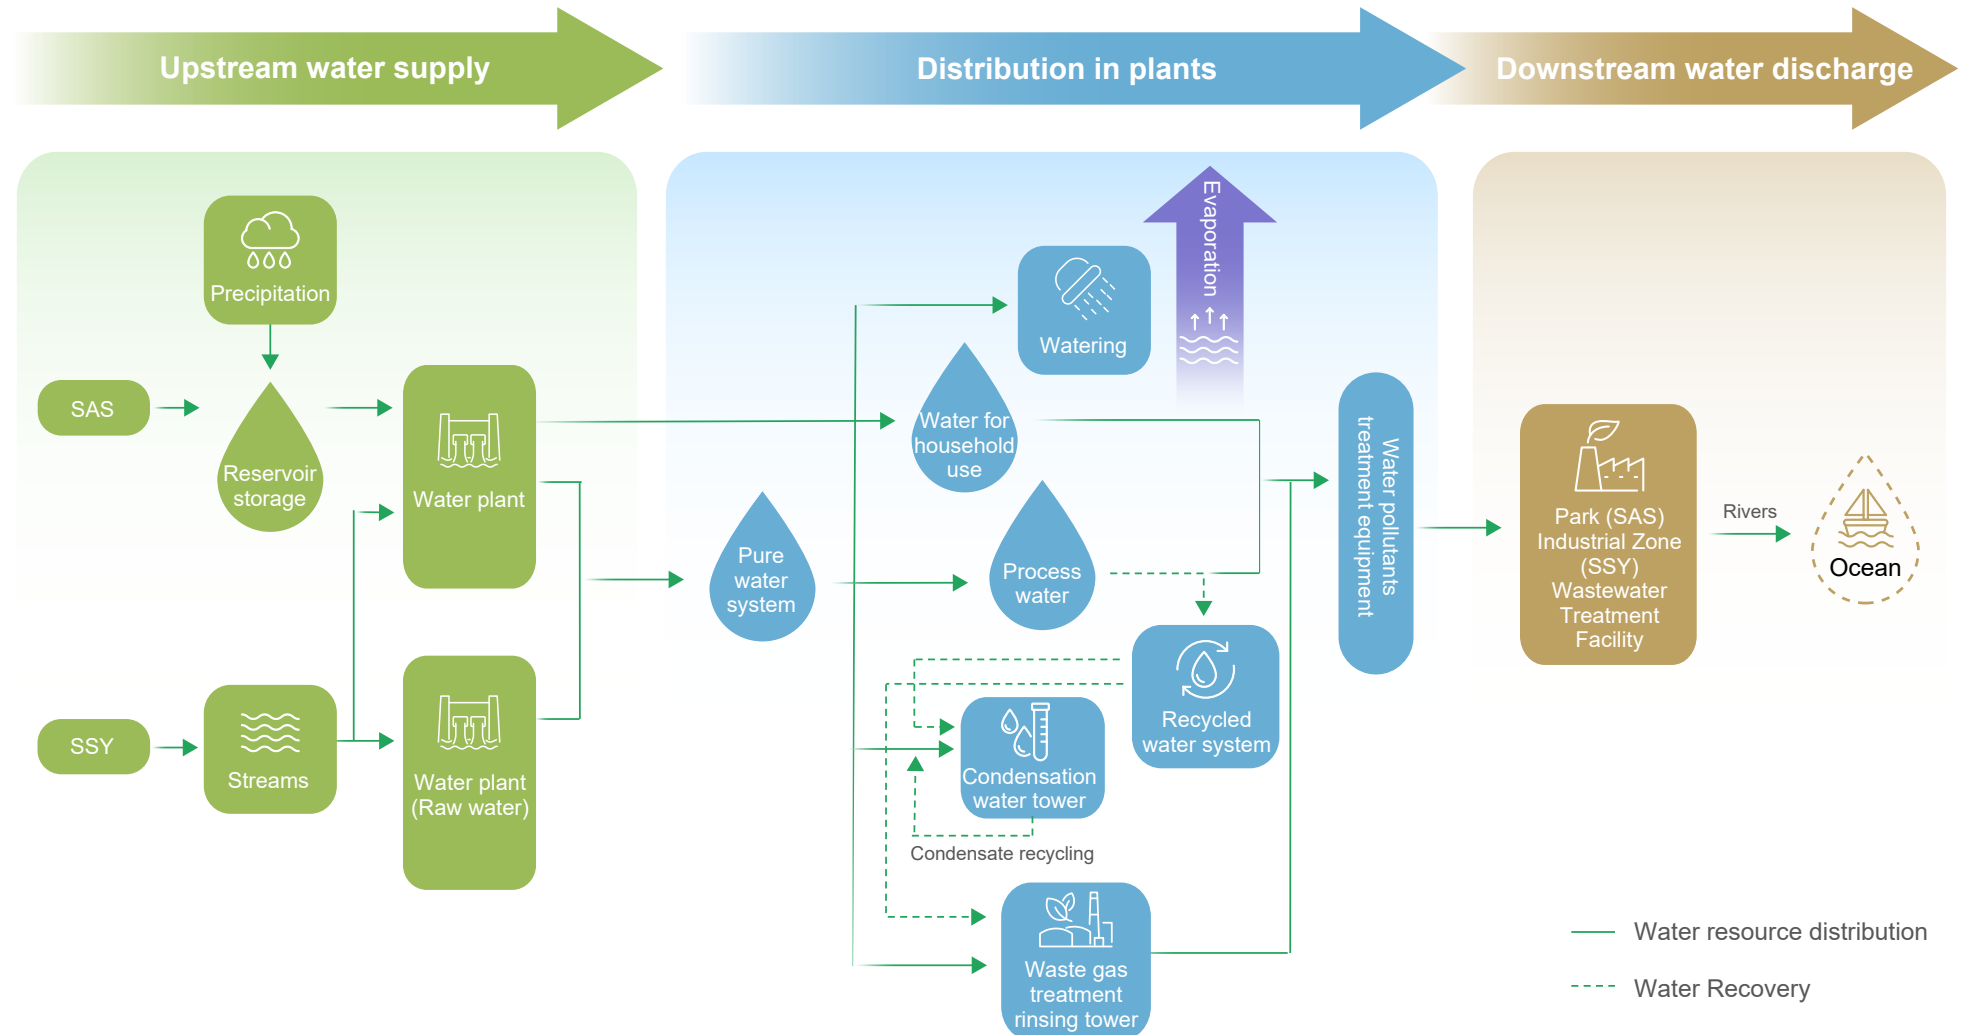 Upstream water supply
Distribution in plants
Downstream water discharge
Precipitation
SAS
Reservoir
storage
Water plant
SSY
Streams
Water plant
(Raw water)
Evaporation
Watering
Water for
household
use
Pure
water
system
Process
water
Recycled
water system
Condensation
water tower
Condensate recycling
Waste gas
treatment
rinsing tower
Water pollutants
treatment equipment
Park (SAS)
Industrial Zone
(SSY)
Wastewater
Treatment
Facility
Rivers
Ocean
Water resource distribution
Water Recovery